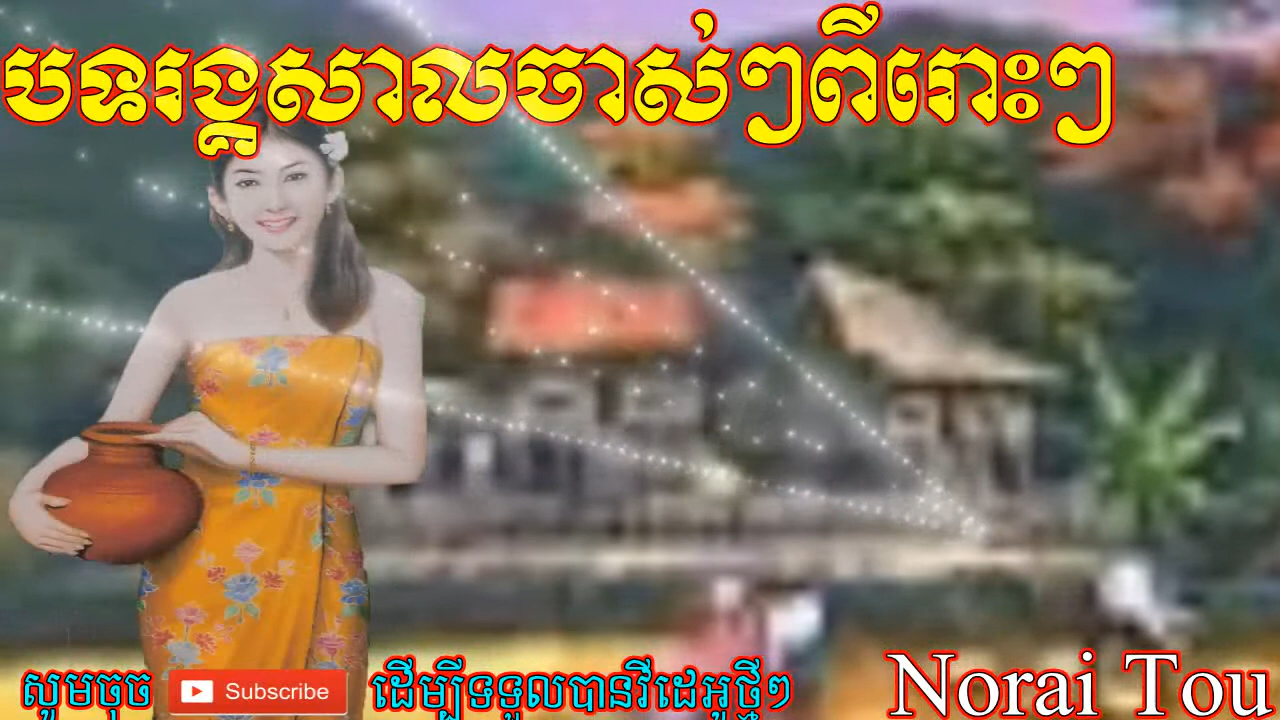 បទរង្គសាលចាស់ៗពីរោះៗ
សូមចុច Subscribe ដើម្បីទទួលបានវីដេអូថ្មីៗ
Norai Tou